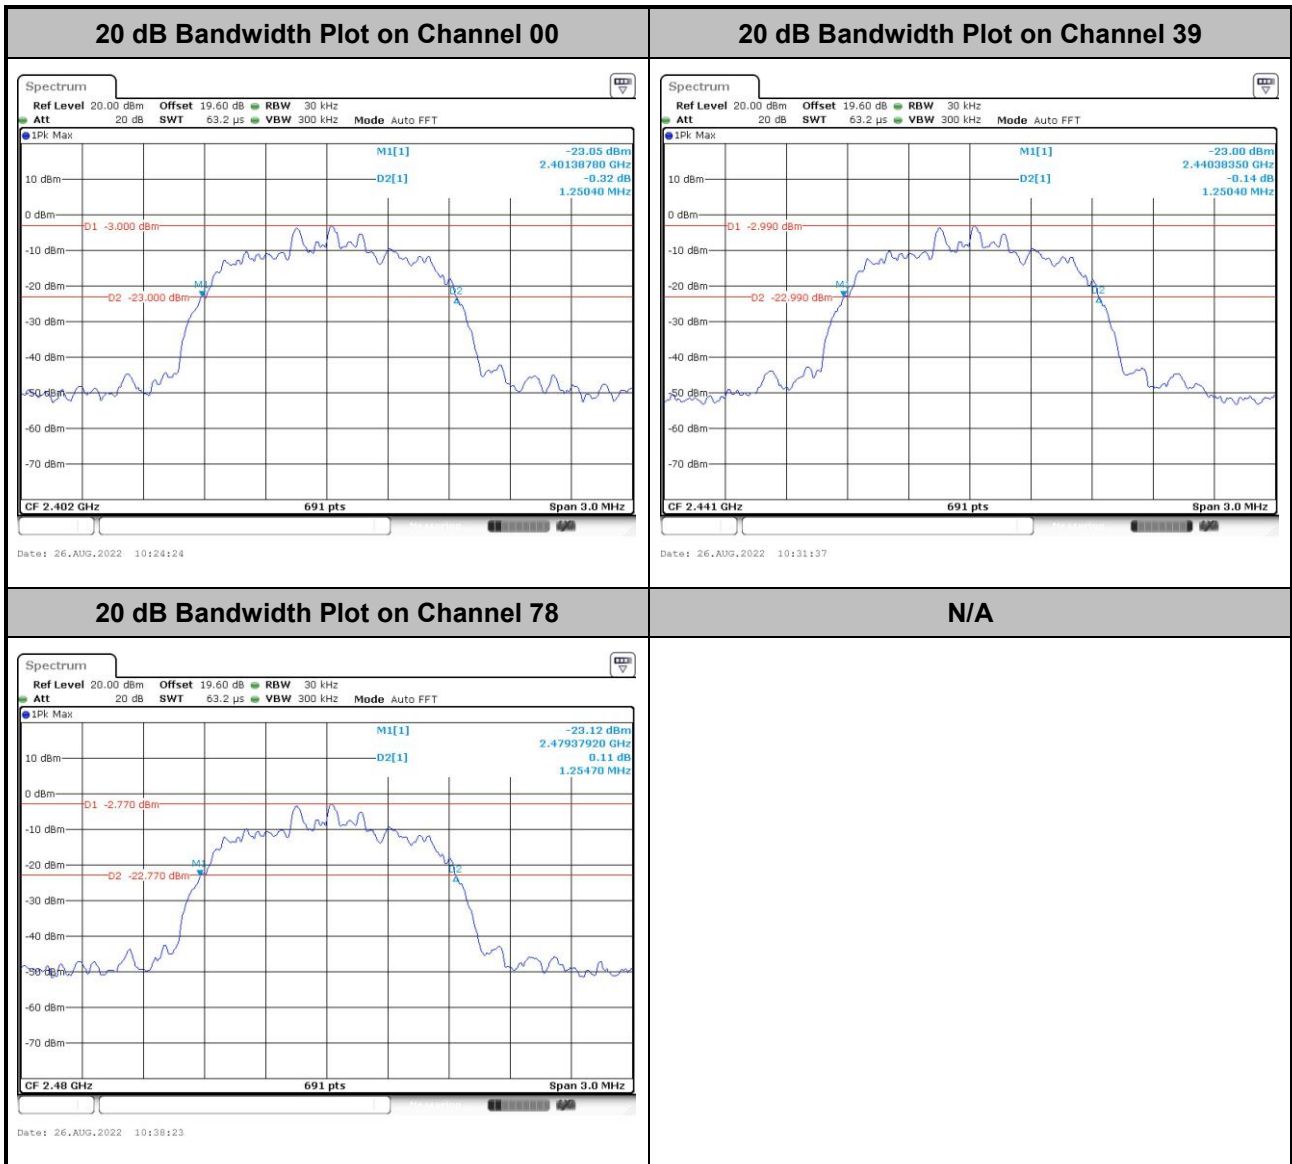 20 dB Bandwidth Plot on Channel 00
20 dB Bandwidth Plot on Channel 39
Spectrum
Ref Level 20.00 dBm Offset 19.60 dB RBW 30 kHz
Att 20 dB SWT 63.2 µs VBW 300 kHz Mode Auto FFT
1Pk Max
M1[1] -23.05 dBm
2.40138780 GHz
D2[1] -0.32 dB
1.25040 MHz
10 dBm
0 dBm
D1 -3.000 dBm
-10 dBm
-20 dBm
M1
D2
D2 -23.000 dBm
-30 dBm
-40 dBm
-50 dBm
-60 dBm
-70 dBm
CF 2.402 GHz 691 pts Span 3.0 MHz
Date: 26.AUG.2022 10:24:24
Spectrum
Ref Level 20.00 dBm Offset 19.60 dB RBW 30 kHz
Att 20 dB SWT 63.2 µs VBW 300 kHz Mode Auto FFT
1Pk Max
M1[1] -23.00 dBm
2.44038350 GHz
D2[1] -0.14 dB
1.25040 MHz
10 dBm
0 dBm
D1 -2.990 dBm
-10 dBm
-20 dBm
M1
D2
D2 -22.990 dBm
-30 dBm
-40 dBm
-50 dBm
-60 dBm
-70 dBm
CF 2.441 GHz 691 pts Span 3.0 MHz
Date: 26.AUG.2022 10:31:37
20 dB Bandwidth Plot on Channel 78
N/A
Spectrum
Ref Level 20.00 dBm Offset 19.60 dB RBW 30 kHz
Att 20 dB SWT 63.2 µs VBW 300 kHz Mode Auto FFT
1Pk Max
M1[1] -23.12 dBm
2.47937920 GHz
D2[1] 0.11 dB
1.25470 MHz
10 dBm
0 dBm
D1 -2.770 dBm
-10 dBm
-20 dBm
M1
D2
D2 -22.770 dBm
-30 dBm
-40 dBm
-50 dBm
-60 dBm
-70 dBm
CF 2.48 GHz 691 pts Span 3.0 MHz
Date: 26.AUG.2022 10:38:23